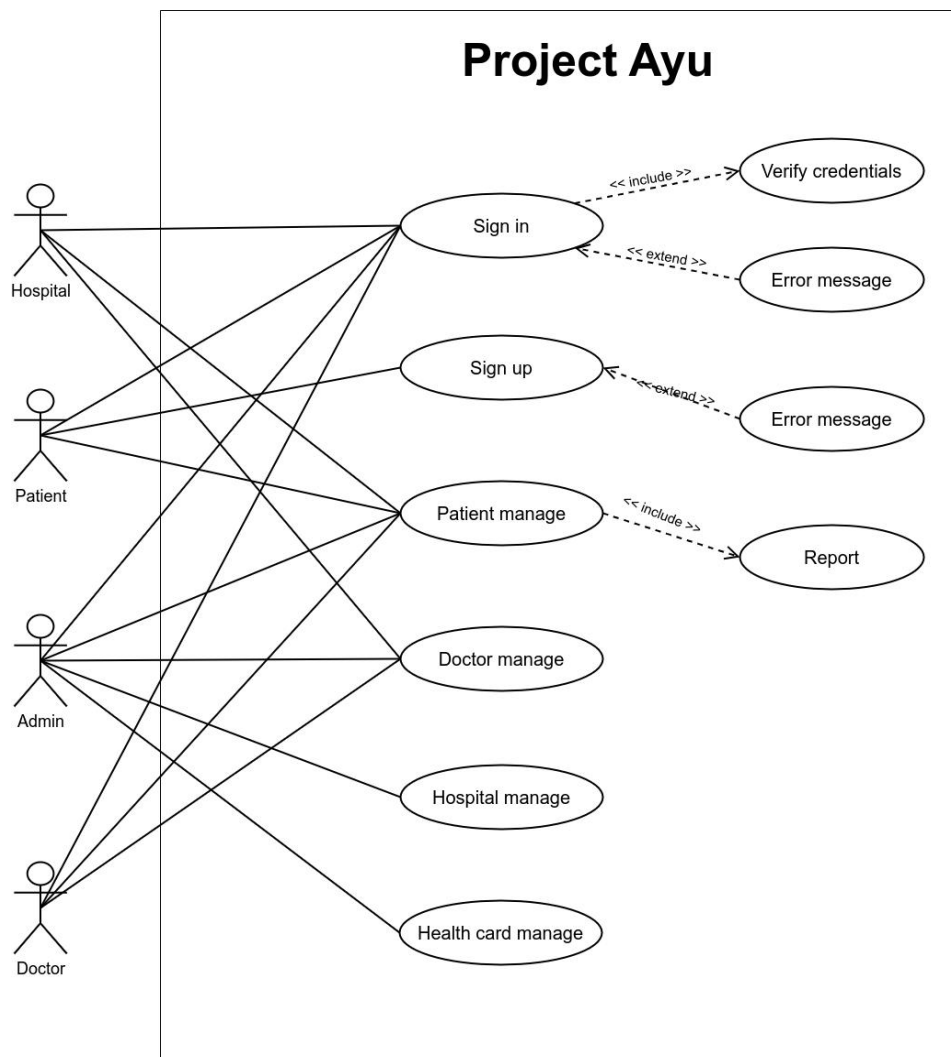 Project Ayu
Verify credentials
<< include >>
Sign in
<< extend >>
Error message
Hospital
Sign up
<< extend >>
Error message
Patient
Patient manage
<< include >>
Report
Doctor manage
Admin
Hospital manage
Health card manage
Doctor